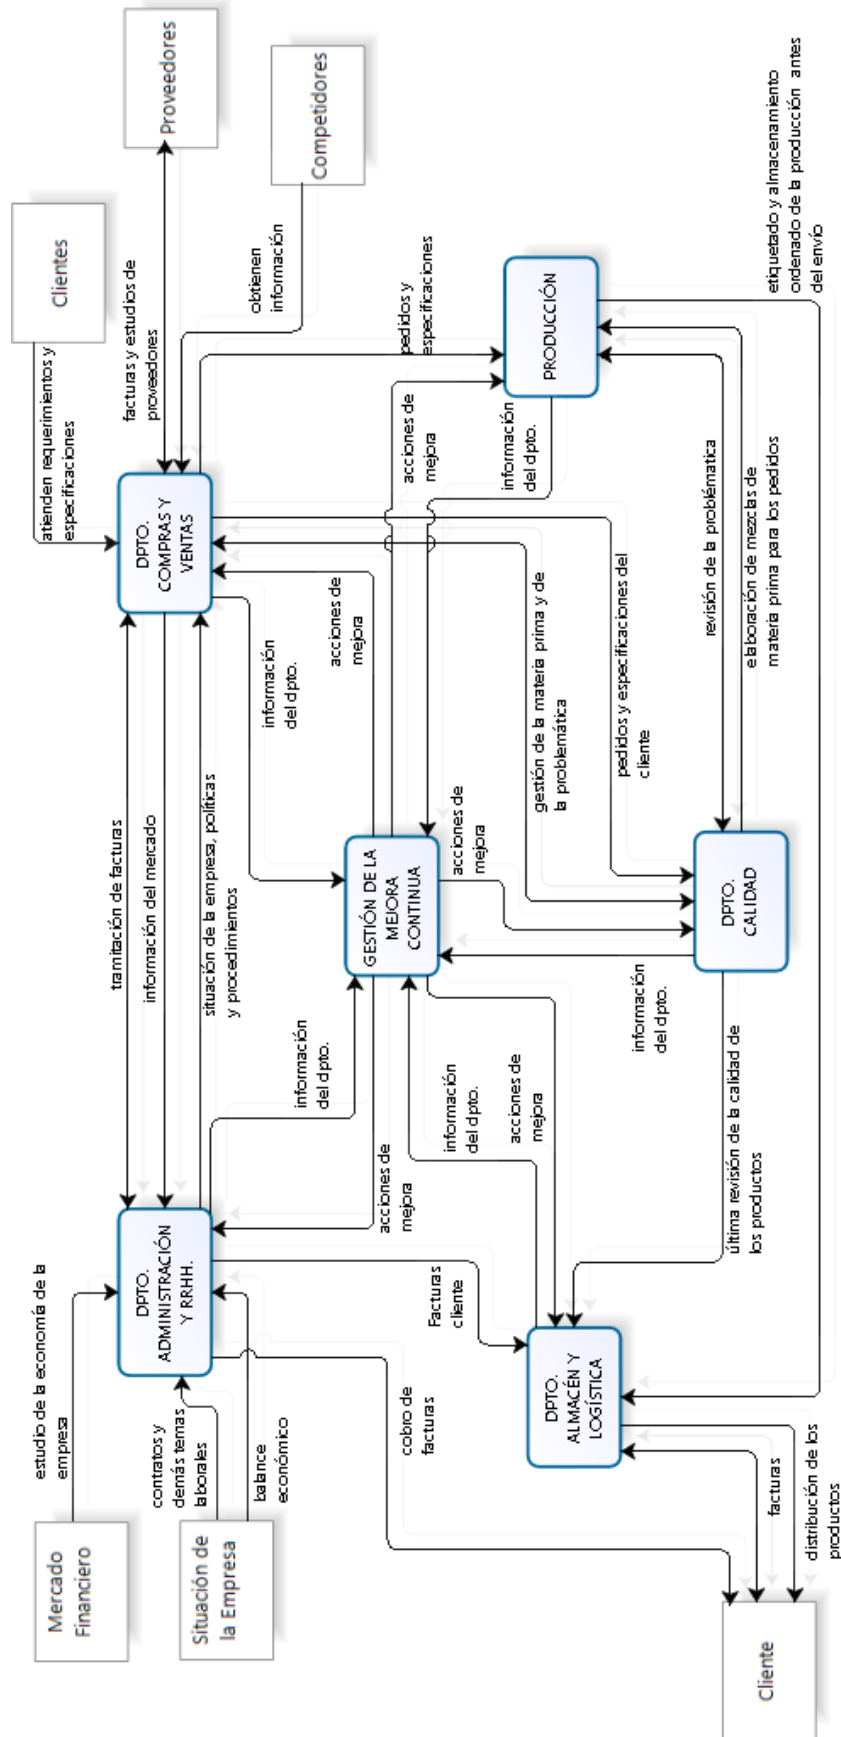 Mercado
Financiero
estudio de la economía de la
empresa
Situación de
la Empresa
contratos y
demás temas
laborales
balance
económico
DPTO.
ADMINISTRACIÓN
Y RRHH.
tramitación de facturas
información del mercado
situación de la empresa, políticas
y procedimientos
Clientes
atienden requerimientos y
especificaciones
Proveedores
facturas y estudios de
proveedores
Competidores
obtienen
información
DPTO.
COMPRAS Y
VENTAS
información
del dpto.
acciones de
mejora
información
del dpto.
acciones de
mejora
GESTIÓN DE LA
MEJORA
CONTINUA
acciones de
mejora
pedidos y
especificaciones
información
del dpto.
PRODUCCIÓN
cobro de
facturas
Facturas
cliente
información
del dpto.
acciones de
mejora
acciones de
mejora
gestión de la materia prima y de
la problemática
pedidos y especificaciones del
cliente
DPTO.
ALMACÉN Y
LOGÍSTICA
información
del dpto.
DPTO.
CALIDAD
revisión de la problemática
elaboración de mezclas de
materia prima para los pedidos
última revisión de la calidad de
los productos
etiquetado y almacenamiento
ordenado de la producción antes
del envío
Cliente
facturas
distribución de los
productos